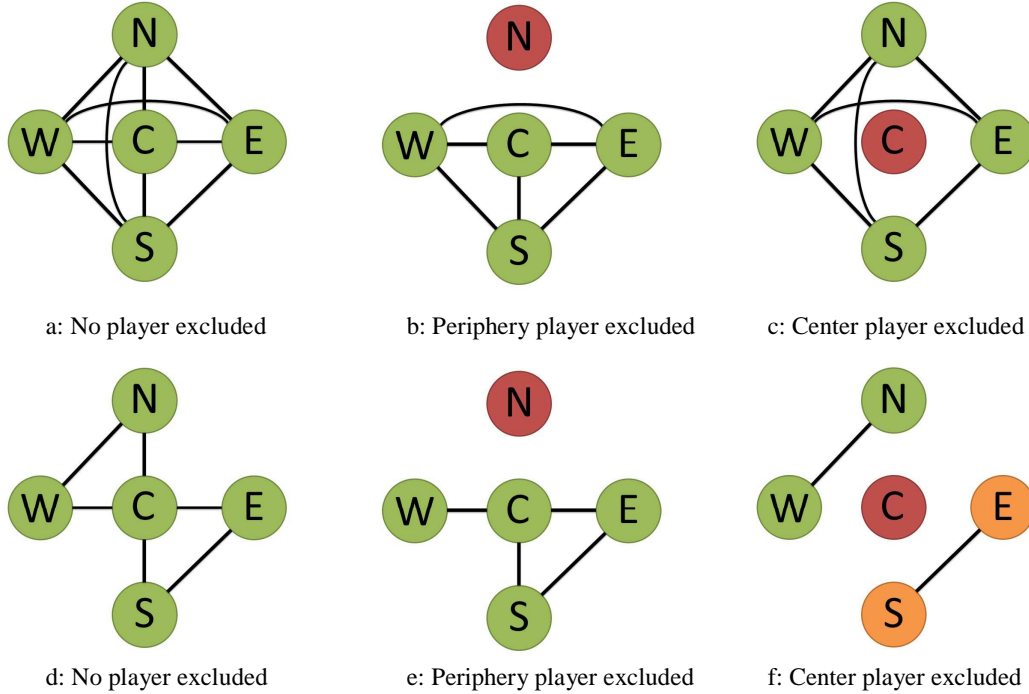 N
W C E
S
a: No player excluded
N
W C E
S
b: Periphery player excluded
N
W C E
S
c: Center player excluded
N
W C E
S
d: No player excluded
N
W C E
S
e: Periphery player excluded
N
W C E
S
f: Center player excluded